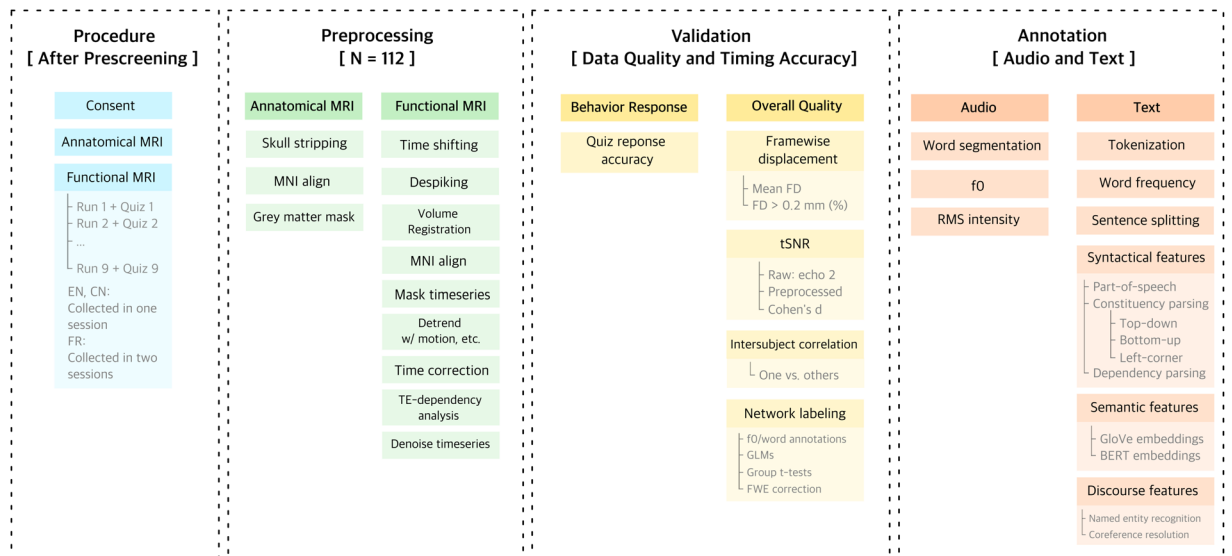 Procedure
[ After Prescreening ]
Consent
Annatomical MRI
Functional MRI
Run 1 + Quiz 1
Run 2 + Quiz 2
...
Run 9 + Quiz 9
EN, CN:
Collected in one
session
FR:
Collected in two
sessions
Preprocessing
[ N = 112 ]
Annatomical MRI
Skull stripping
MNI align
Grey matter mask
Functional MRI
Time shifting
Despiking
Volume
Registration
MNI align
Mask timeseries
Detrend
w/ motion, etc.
Time correction
TE-dependency
analysis
Denoise timeseries
Validation
[ Data Quality and Timing Accuracy]
Behavior Response
Quiz reponse
accuracy
Overall Quality
Framewise
displacement
Mean FD
FD > 0.2 mm (%)
tSNR
Raw: echo 2
Preprocessed
Cohen's d
Intersubject correlation
One vs. others
Network labeling
f0/word annotations
GLMs
Group t-tests
FWE correction
Annotation
[ Audio and Text ]
Audio
Word segmentation
f0
RMS intensity
Text
Tokenization
Word frequency
Sentence splitting
Syntactical features
Part-of-speech
Constituency parsing
Top-down
Bottom-up
Left-corner
Dependency parsing
Semantic features
GloVe embeddings
BERT embeddings
Discourse features
Named entity recognition
Coreference resolution